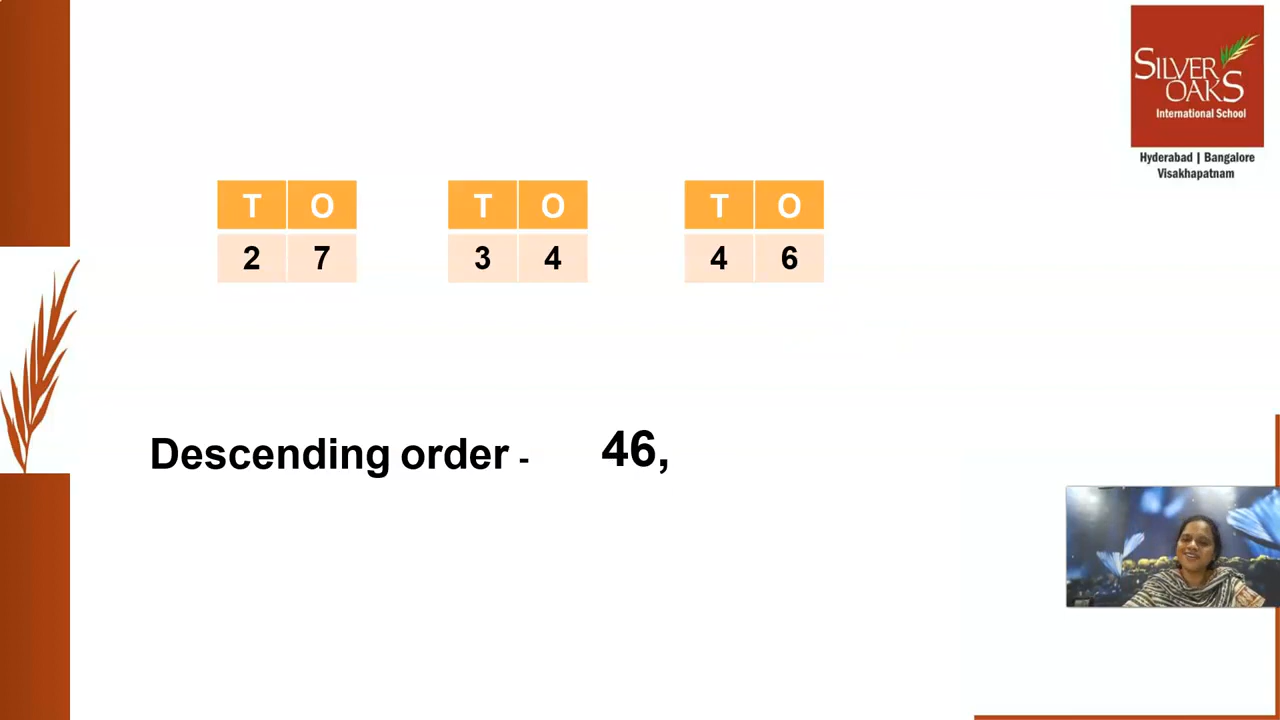 SILVER
OAKS
International School
Hyderabad | Bangalore
Visakhapatnam
T O T O T O
2 7 3 4 4 6
Descending order - 46,